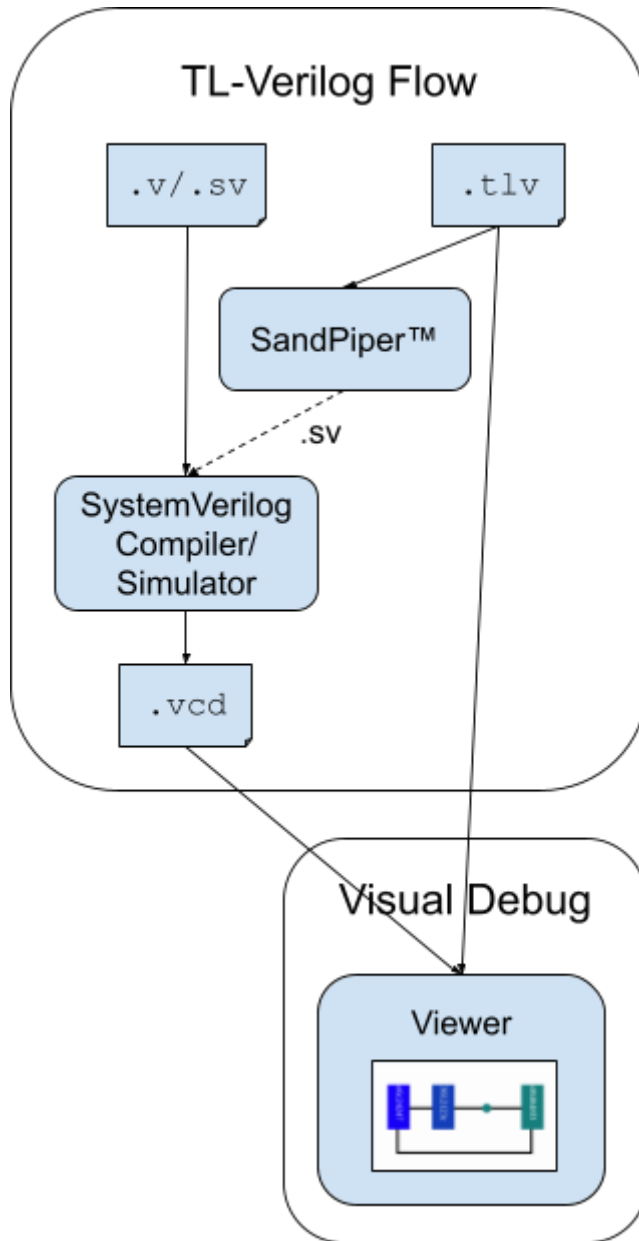 TL-Verilog Flow
.v/.sv
.tlv
SandPiper™
.sv
SystemVerilog
Compiler/
Simulator
.vcd
Visual Debug
Viewer